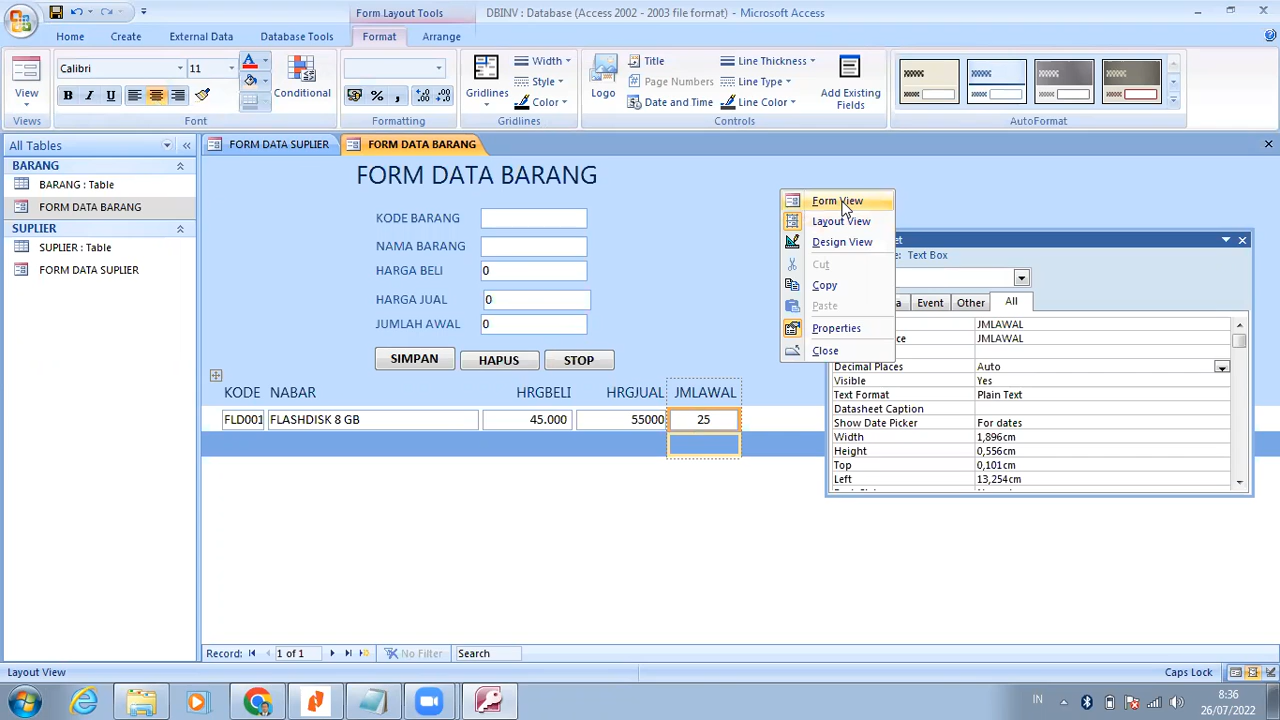 Form Layout Tools
DBINV : Database (Access 2002 - 2003 file format) - Microsoft Access
Home
Create
External Data
Database Tools
Format
Arrange
View
Views
Calibri
11
B I U
Font
Conditional
% ,
Formatting
Gridlines
Width
Style
Color
Gridlines
Logo
Title
Page Numbers
Date and Time
Line Thickness
Line Type
Line Color
Controls
Add Existing Fields
AutoFormat
All Tables
FORM DATA SUPLIER
FORM DATA BARANG
BARANG
BARANG : Table
FORM DATA BARANG
SUPLIER
SUPLIER : Table
FORM DATA SUPLIER
FORM DATA BARANG
KODE BARANG
NAMA BARANG
HARGA BELI 0
HARGA JUAL 0
JUMLAH AWAL 0
SIMPAN HAPUS STOP
KODE NABAR HRGBELI HRGJUAL JMLAWAL
FLD001 FLASHDISK 8 GB 45.000 55000 25
Form View
Layout View
Design View
Cut
Copy
Paste
Properties
Close
Text Box
Event Other All
JMLAWAL
JMLAWAL
Decimal Places Auto
Visible Yes
Text Format Plain Text
Datasheet Caption
Show Date Picker For dates
Width 1,896cm
Height 0,556cm
Top 0,101cm
Left 13,254cm
Record: 1 of 1 No Filter Search
Layout View
Caps Lock
IN
8:36
26/07/2022